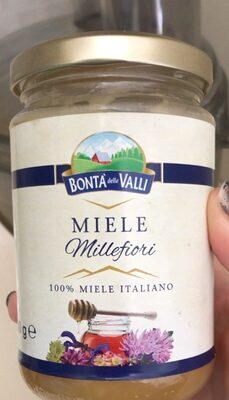 BONTÀ delle VALLI
MIELE
Millefiori
100% MIELE ITALIANO
g℮